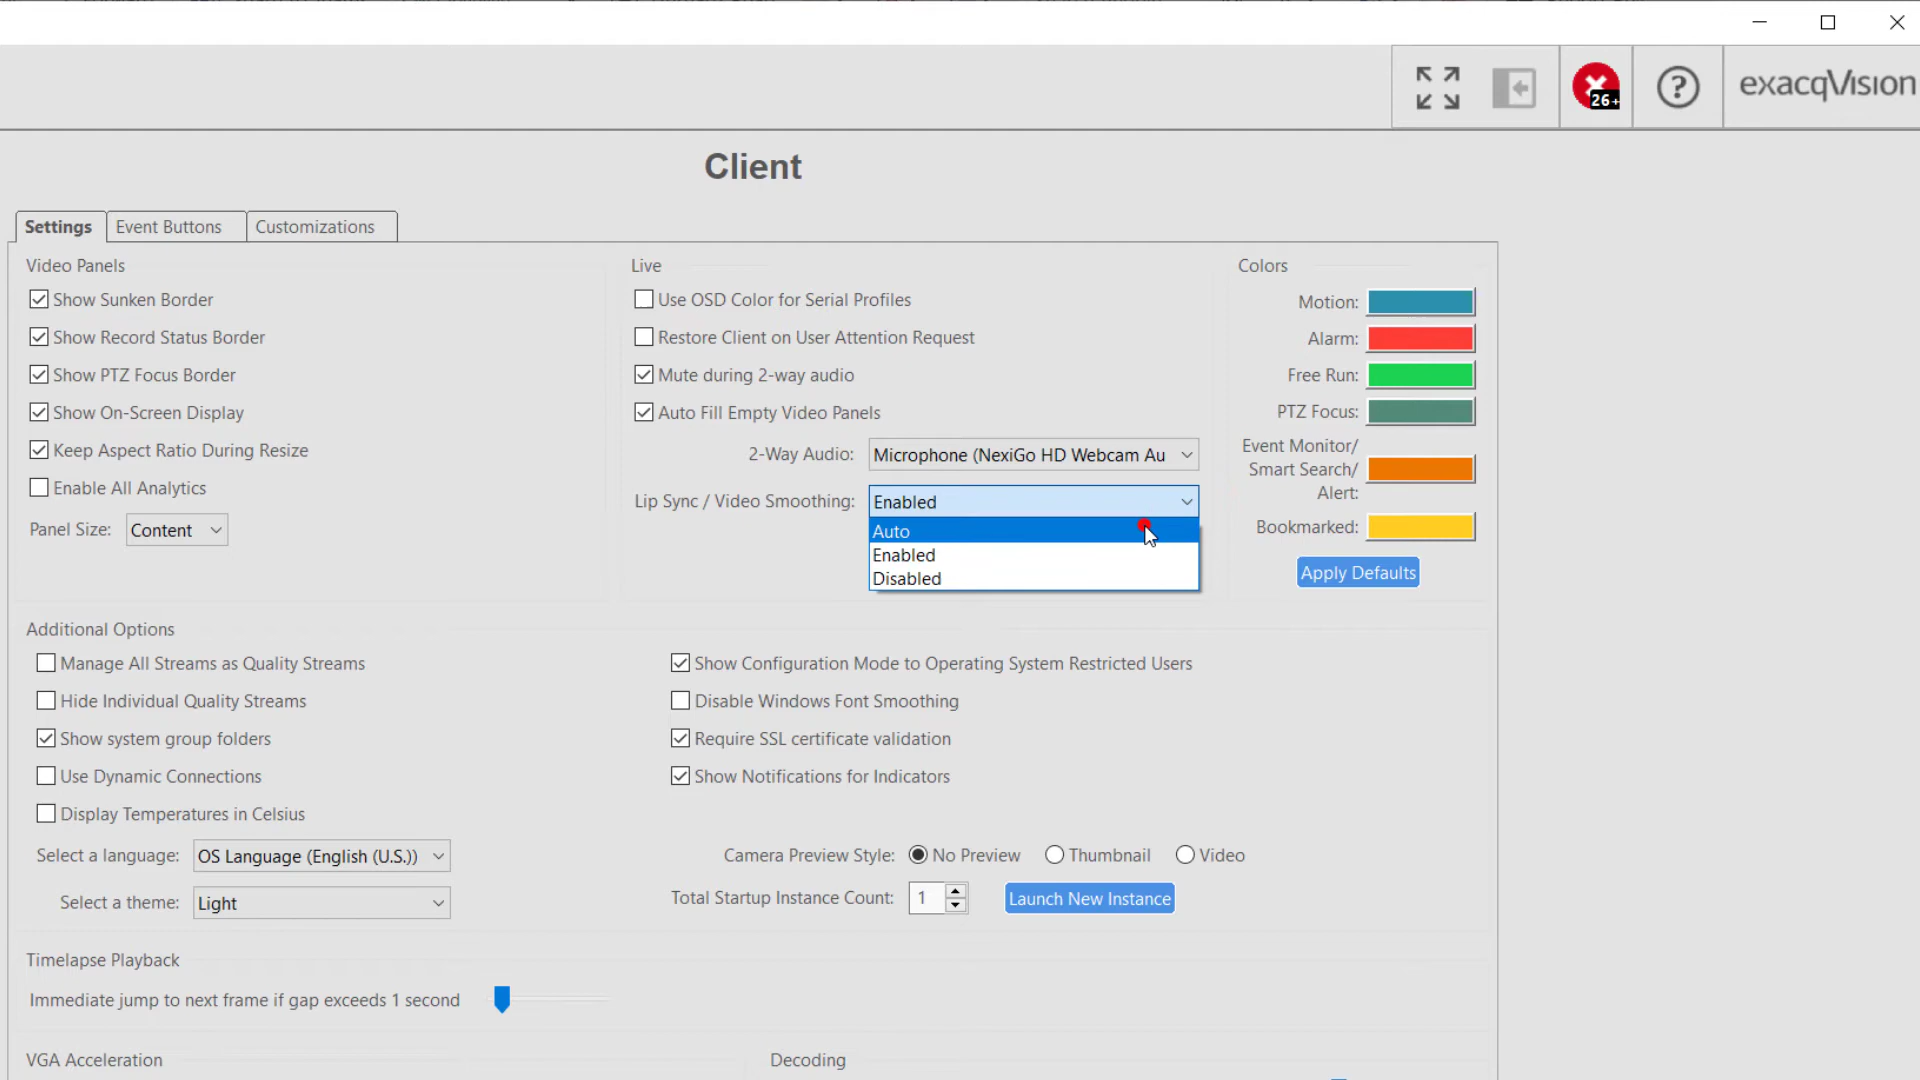 26+
exacqVision
Client
Settings
Event Buttons
Customizations
Video Panels
Show Sunken Border
Show Record Status Border
Show PTZ Focus Border
Show On-Screen Display
Keep Aspect Ratio During Resize
Enable All Analytics
Panel Size: Content
Live
Use OSD Color for Serial Profiles
Restore Client on User Attention Request
Mute during 2-way audio
Auto Fill Empty Video Panels
2-Way Audio: Microphone (NexiGo HD Webcam Au
Lip Sync / Video Smoothing: Enabled
Auto
Enabled
Disabled
Colors
Motion:
Alarm:
Free Run:
PTZ Focus:
Event Monitor/
Smart Search/
Alert:
Bookmarked:
Apply Defaults
Additional Options
Manage All Streams as Quality Streams
Hide Individual Quality Streams
Show system group folders
Use Dynamic Connections
Display Temperatures in Celsius
Select a language: OS Language (English (U.S.))
Select a theme: Light
Show Configuration Mode to Operating System Restricted Users
Disable Windows Font Smoothing
Require SSL certificate validation
Show Notifications for Indicators
Camera Preview Style: No Preview Thumbnail Video
Total Startup Instance Count: 1 Launch New Instance
Timelapse Playback
Immediate jump to next frame if gap exceeds 1 second
VGA Acceleration
Decoding